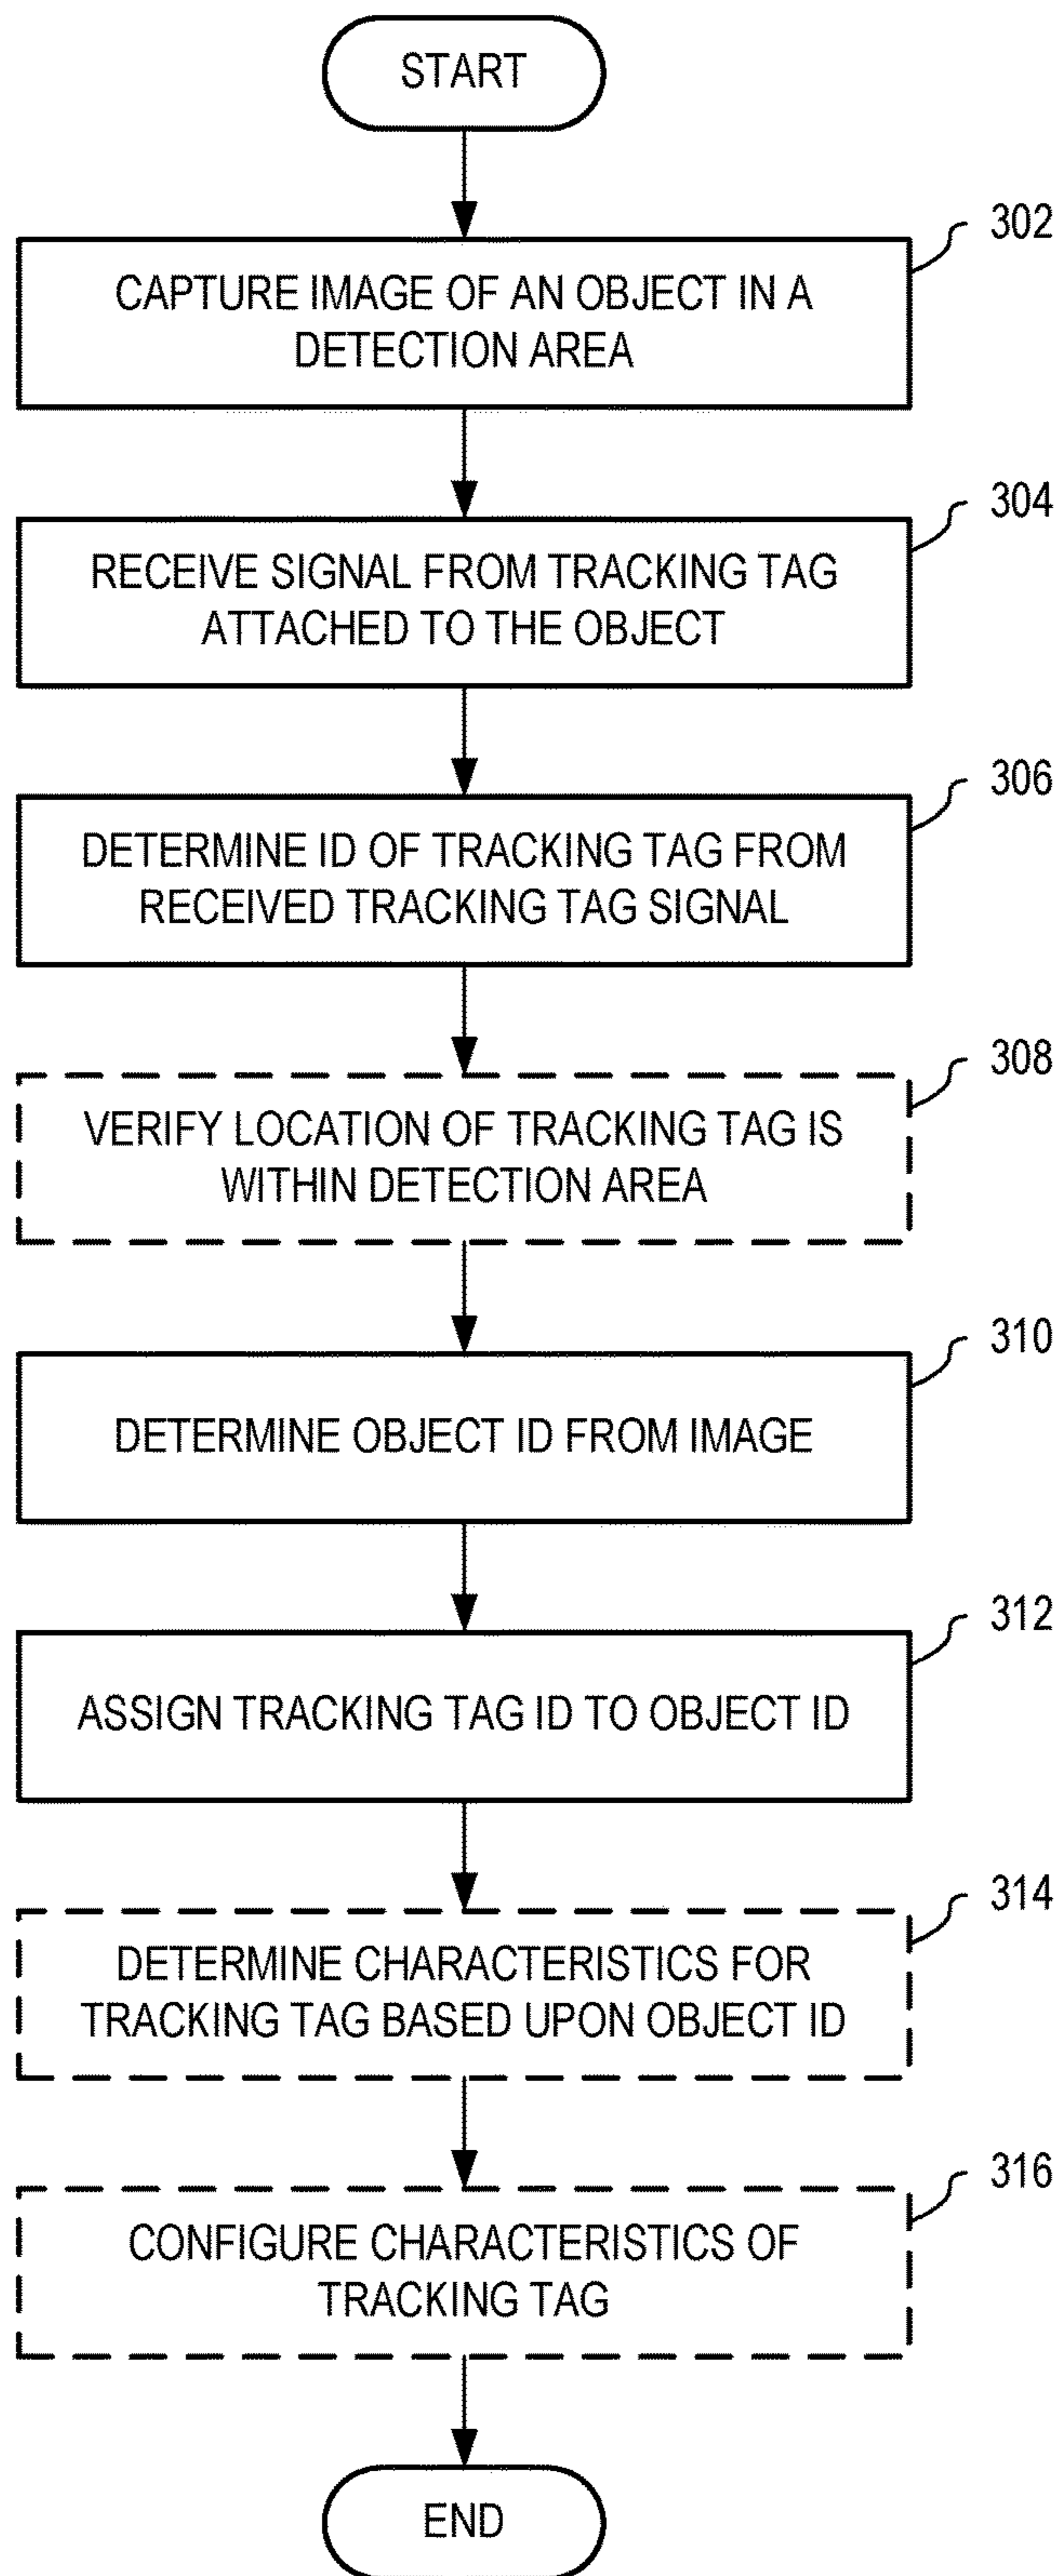 START
302
CAPTURE IMAGE OF AN OBJECT IN A
DETECTION AREA
304
RECEIVE SIGNAL FROM TRACKING TAG
ATTACHED TO THE OBJECT
306
DETERMINE ID OF TRACKING TAG FROM
RECEIVED TRACKING TAG SIGNAL
308
VERIFY LOCATION OF TRACKING TAG IS
WITHIN DETECTION AREA
310
DETERMINE OBJECT ID FROM IMAGE
312
ASSIGN TRACKING TAG ID TO OBJECT ID
314
DETERMINE CHARACTERISTICS FOR
TRACKING TAG BASED UPON OBJECT ID
316
CONFIGURE CHARACTERISTICS OF
TRACKING TAG
END